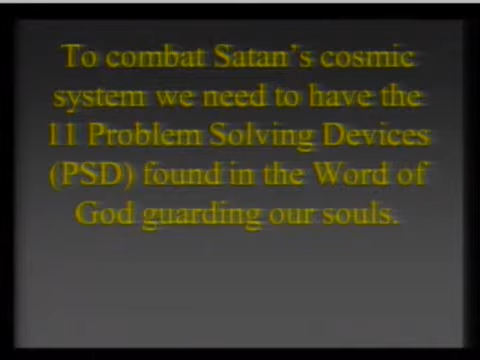 To combat Satan's cosmic
system we need to have the
11 Problem Solving Devices
(PSD) found in the Word of
God guarding our souls.